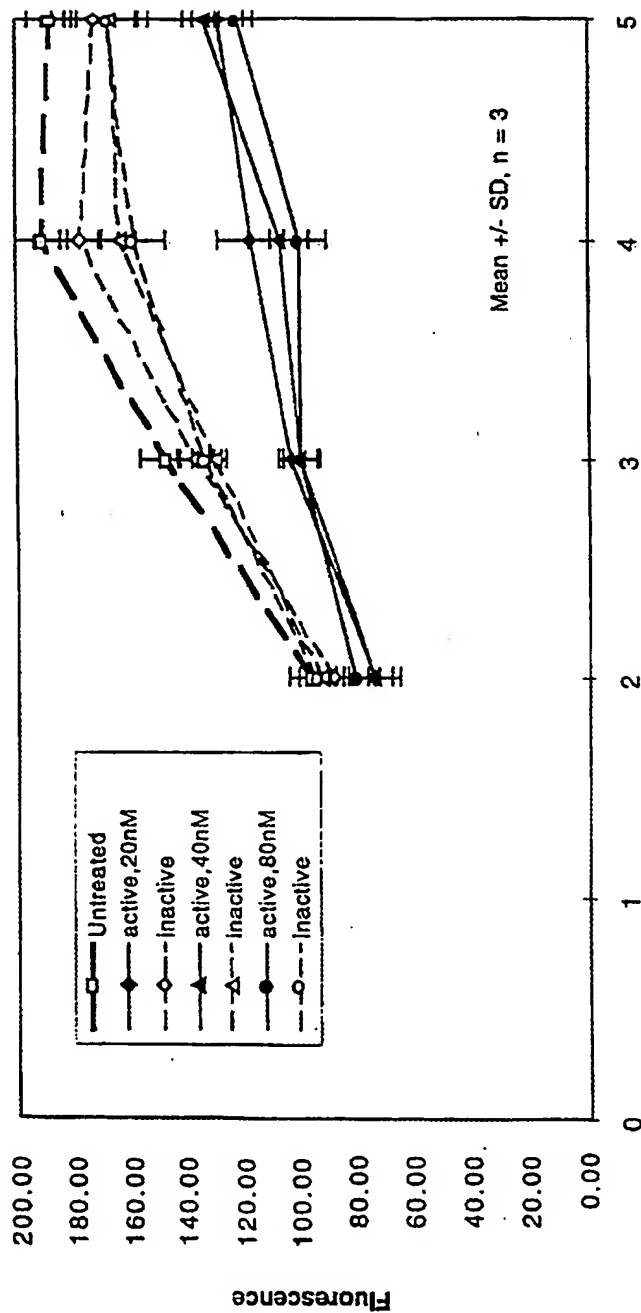 Fluorescence
200.00
180.00
160.00
140.00
120.00
100.00
80.00
60.00
40.00
20.00
0.00
Untreated
active,20nM
inactive
active,40nM
inactive
active,80nM
inactive
Mean +/- SD, n = 3
0
1
2
3
4
5